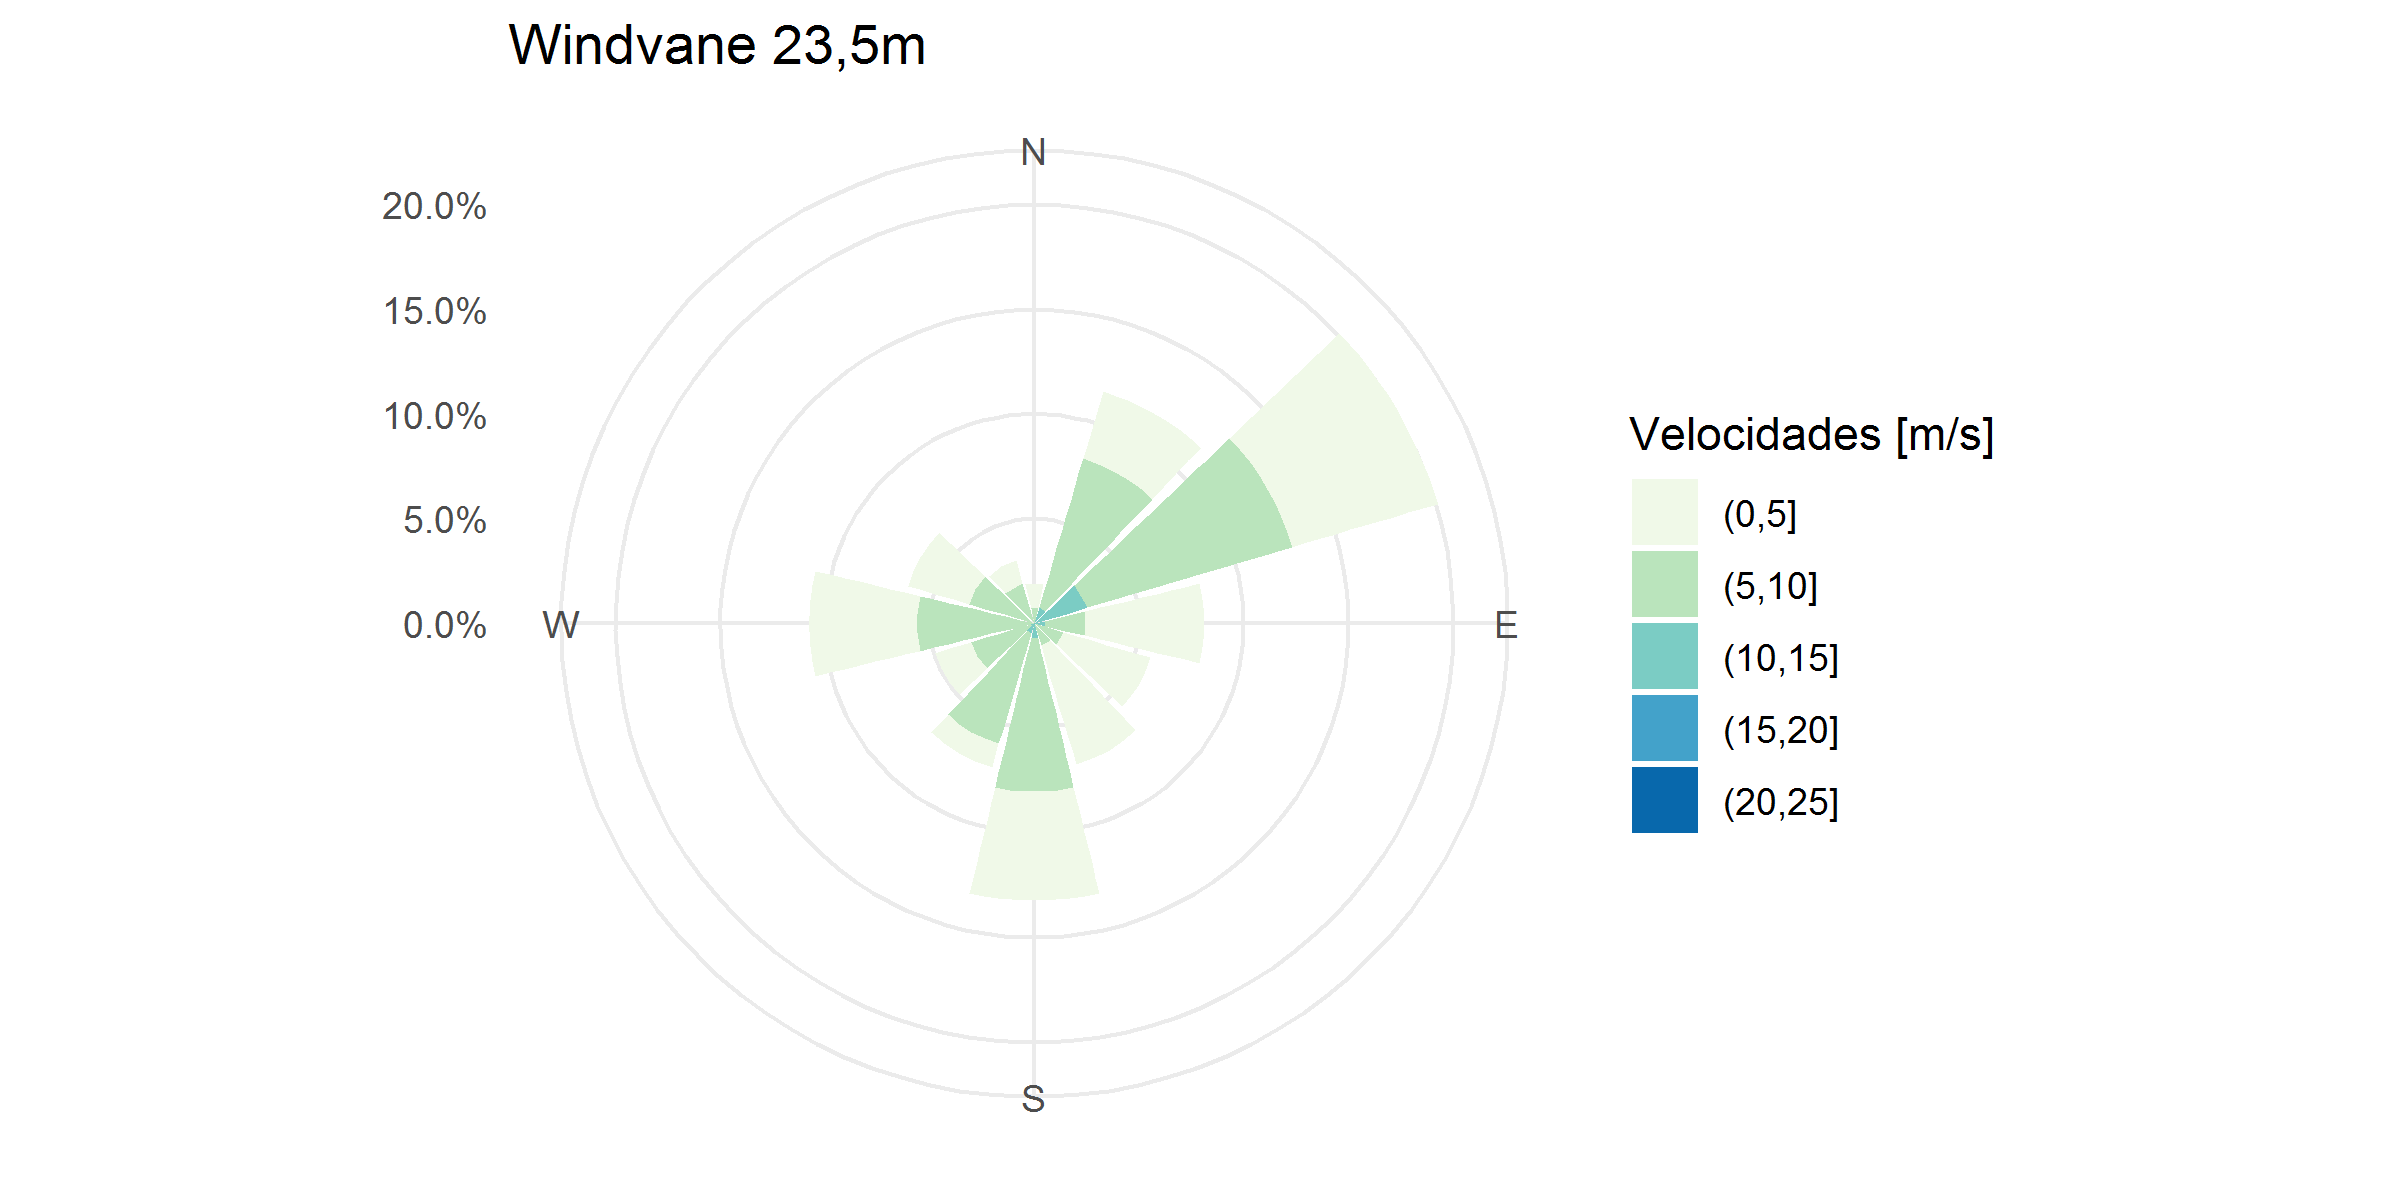 Windvane 23,5m
N
20.0%
15.0%
10.0%
5.0%
0.0%
W
E
S
Velocidades [m/s]
(0,5]
(5,10]
(10,15]
(15,20]
(20,25]